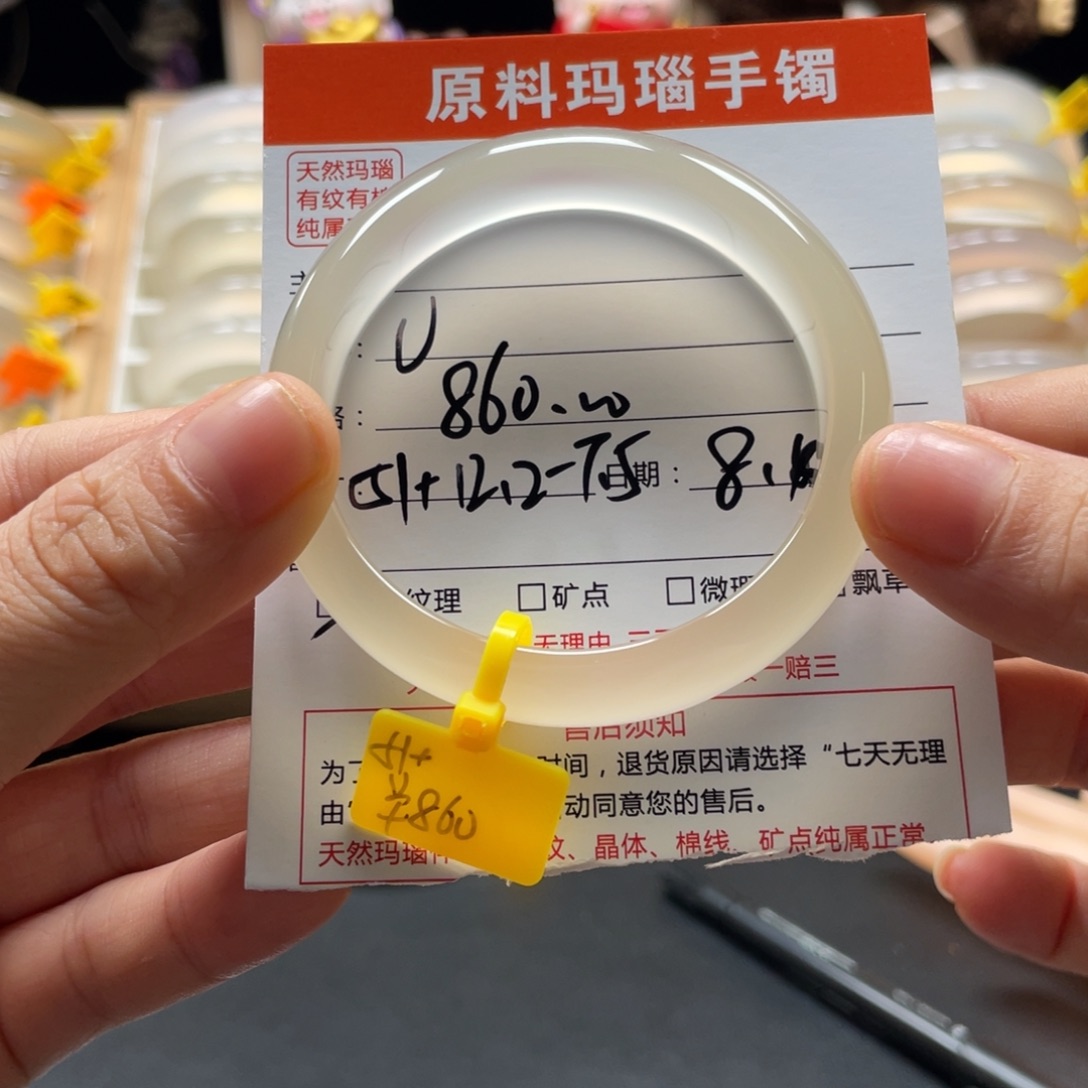 原料玛瑙手镯
天然玛瑙
有纹有
纯属
U
860.00
51+12.2-7.5 日期： 8.
纹理 □矿点 □微 飘草
无理由
一赔三
售后须知
时间，退货原因请选择“七天无理
由 动同意您的售后。
天然玛瑙 纹、晶体、棉线、矿点纯属正常
51+
860